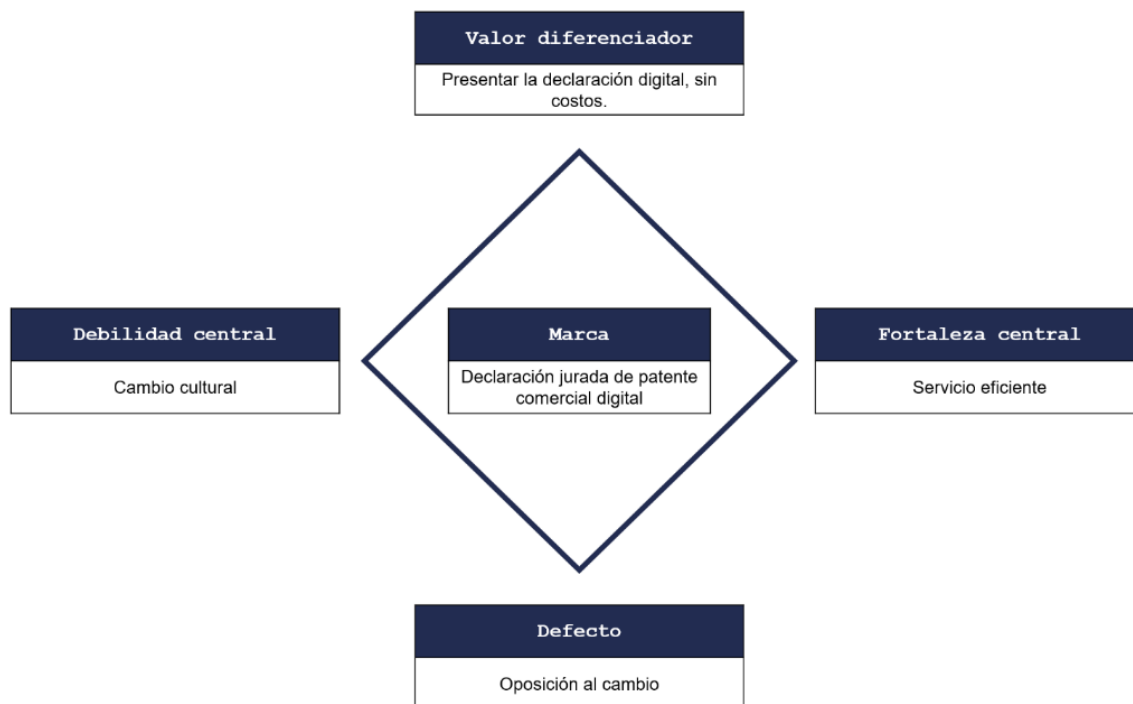 Valor diferenciador
Presentar la declaración digital, sin
costos.
Debilidad central
Cambio cultural
Marca
Declaración jurada de patente
comercial digital
Fortaleza central
Servicio eficiente
Defecto
Oposición al cambio